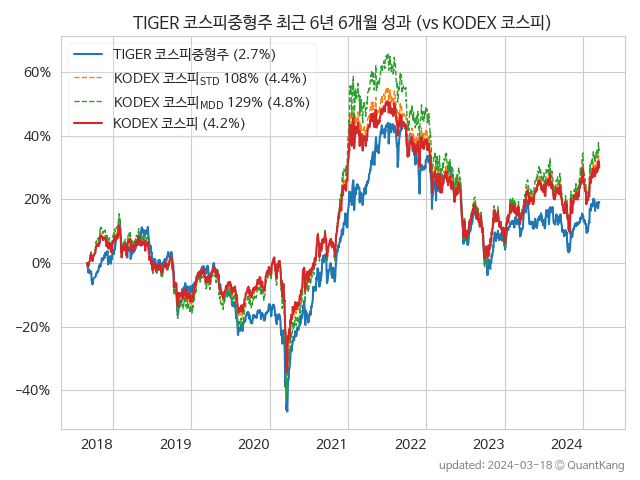 TIGER 코스피중형주 최근 6년 6개월 성과 (vs KODEX 코스피)
TIGER 코스피중형주 (2.7%)
KODEX 코스피STD 108% (4.4%)
KODEX 코스피MDD 129% (4.8%)
KODEX 코스피 (4.2%)
60%
40%
20%
0%
−20%
−40%
2018 2019 2020 2021 2022 2023 2024
updated: 2024-03-18 © QuantKang